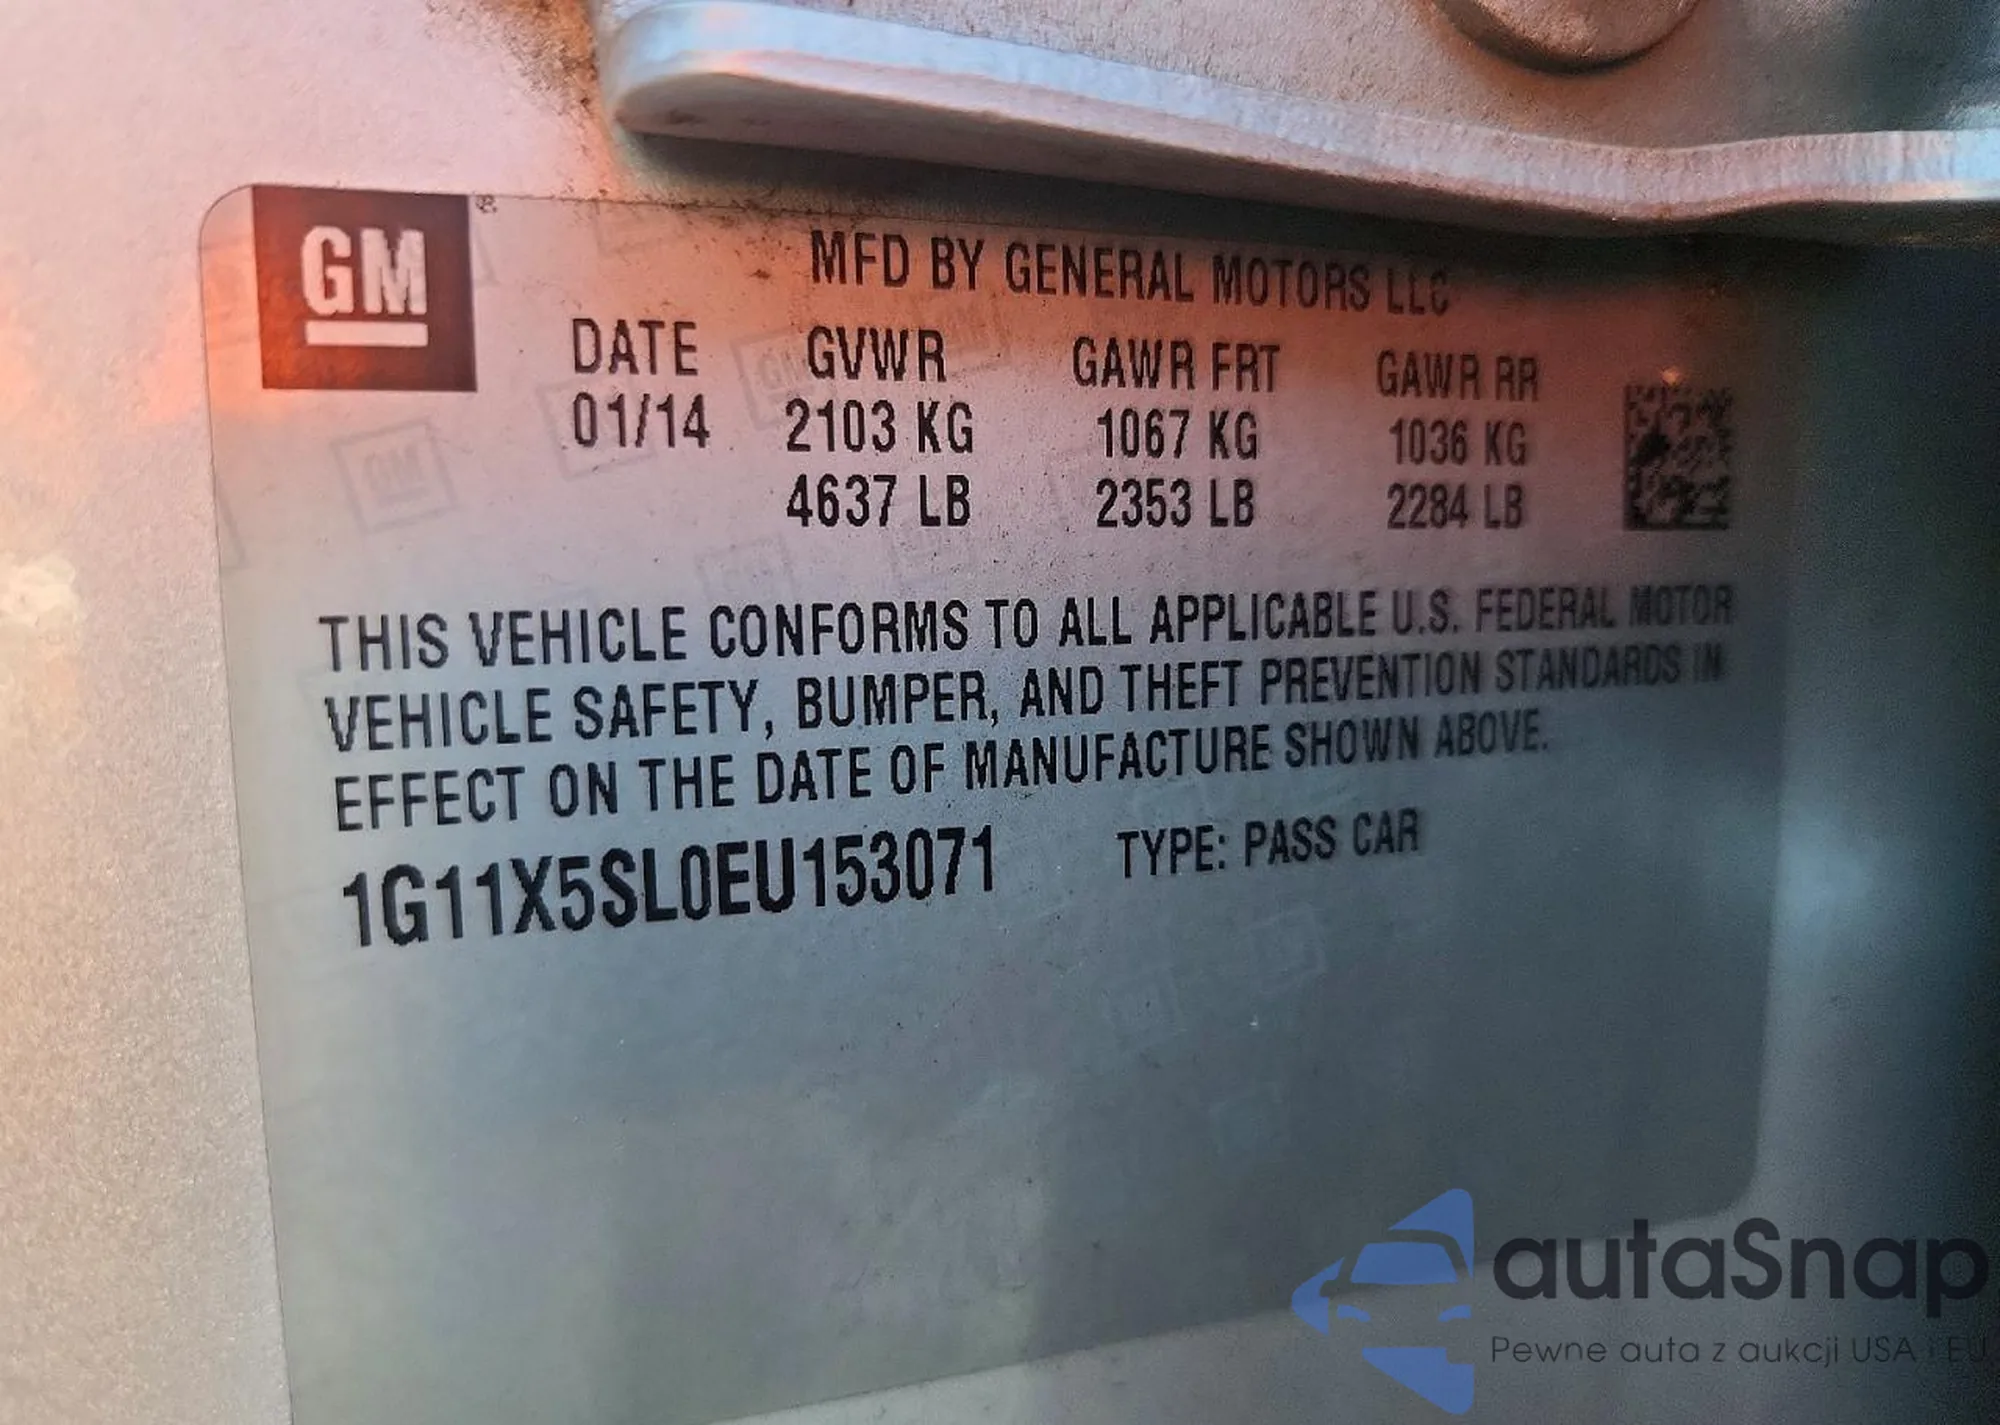 GM
MFD BY GENERAL MOTORS LLC
DATE GVWR GAWR FRT GAWR RR
01/14 2103 KG 1067 KG 1036 KG
4637 LB 2353 LB 2284 LB
THIS VEHICLE CONFORMS TO ALL APPLICABLE U.S. FEDERAL MOTOR
VEHICLE SAFETY, BUMPER, AND THEFT PREVENTION STANDARDS IN
EFFECT ON THE DATE OF MANUFACTURE SHOWN ABOVE.
1G11X5SL0EU153071 TYPE: PASS CAR
autaSnap
Pewne auta z aukcji USA i EU